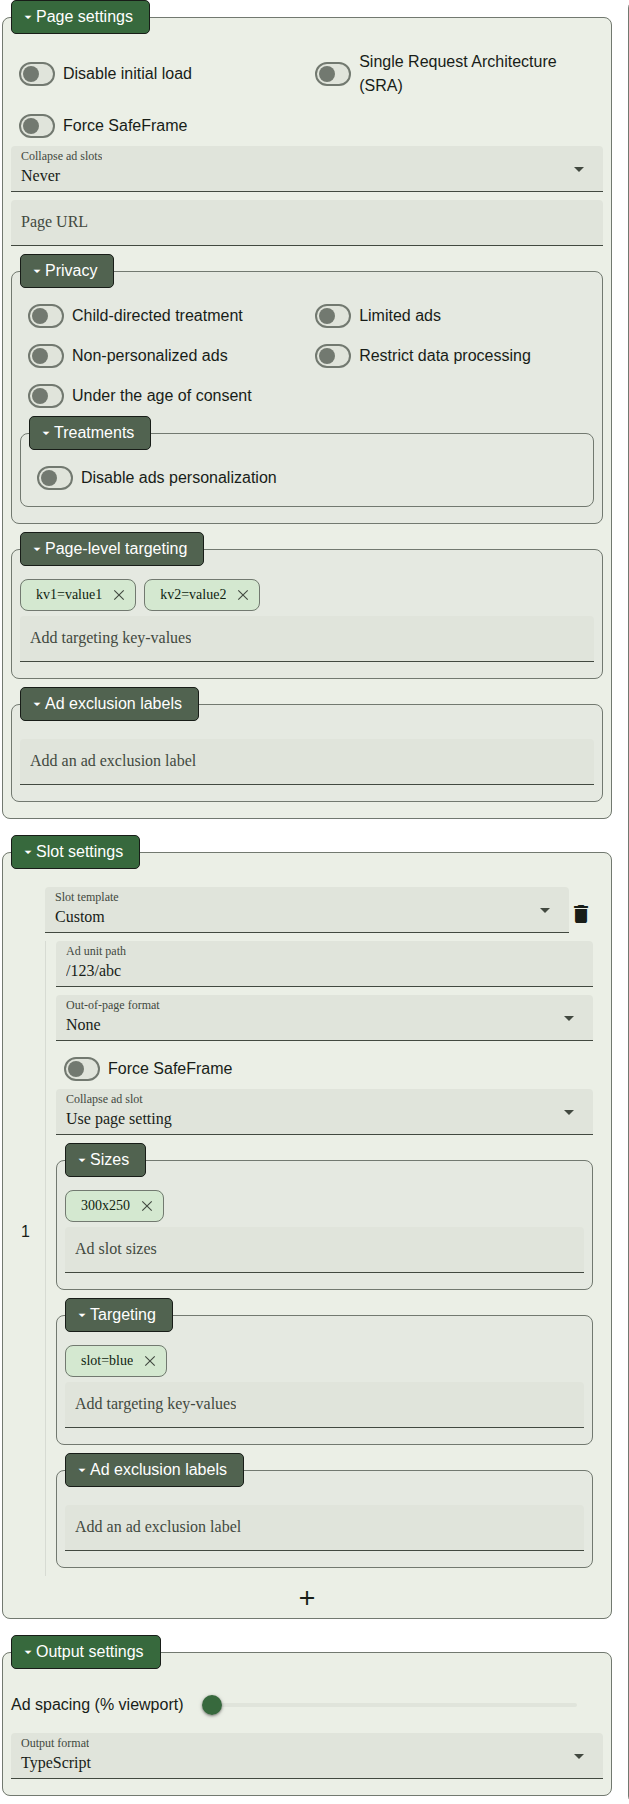 Page settings
Disable initial load
Single Request Architecture
(SRA)
Force SafeFrame
Collapse ad slots
Never
Page URL
Privacy
Child-directed treatment
Limited ads
Non-personalized ads
Restrict data processing
Under the age of consent
Treatments
Disable ads personalization
Page-level targeting
kv1=value1
kv2=value2
Add targeting key-values
Ad exclusion labels
Add an ad exclusion label
Slot settings
Slot template
Custom
Ad unit path
/123/abc
Out-of-page format
None
Force SafeFrame
Collapse ad slot
Use page setting
Sizes
300x250
1
Ad slot sizes
Targeting
slot=blue
Add targeting key-values
Ad exclusion labels
Add an ad exclusion label
+
Output settings
Ad spacing (% viewport)
Output format
TypeScript